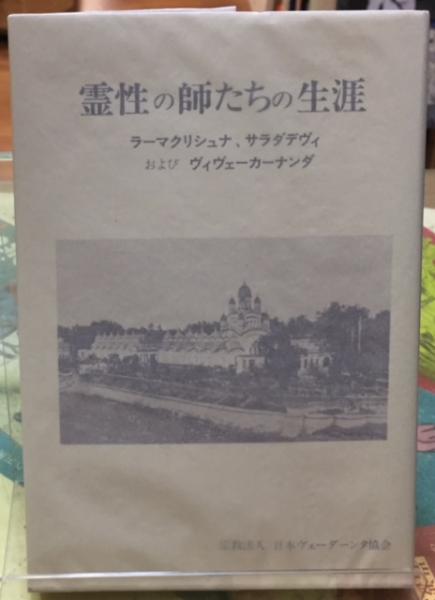 霊性の師たちの生涯
ラーマクリシュナ、サラダデヴィ
および ヴィヴェーカーナンダ
宗教法人 日本ヴェーダーンタ協会